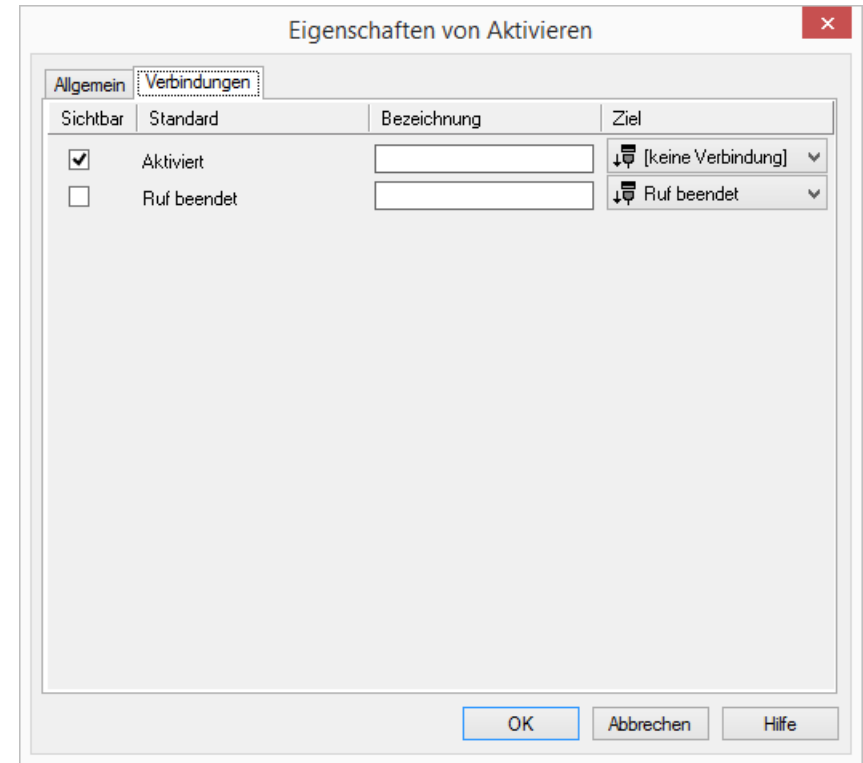 Eigenschaften von Aktivieren
Allgemein Verbindungen
Sichtbar Standard Bezeichnung Ziel
Aktiviert [keine Verbindung]
Ruf beendet Ruf beendet
OK Abbrechen Hilfe